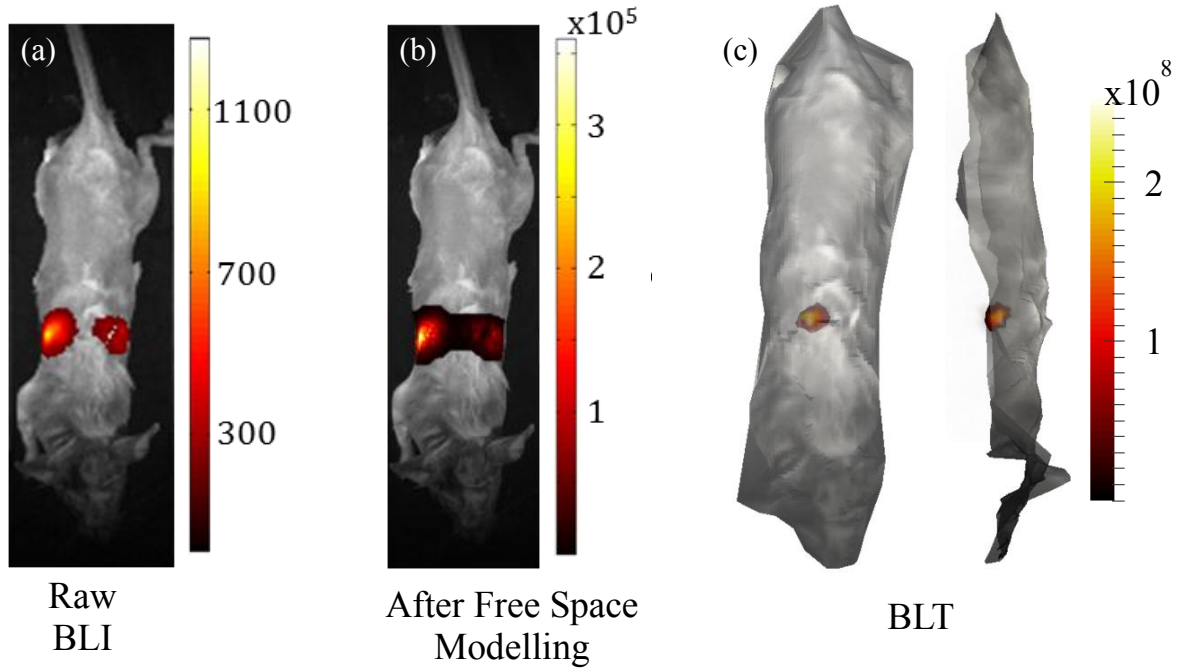 (a)
1100
700
300
Raw
BLI
(b)
x10⁵
3
2
1
After Free Space
Modelling
(c)
x10⁸
2
1
BLT